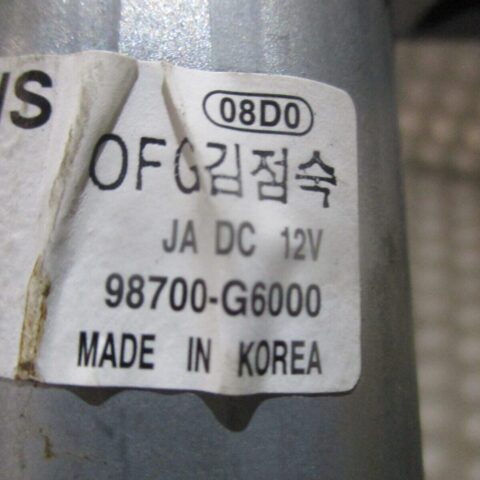 08D0
OFG김점숙
JA DC 12V
98700-G6000
MADE IN KOREA